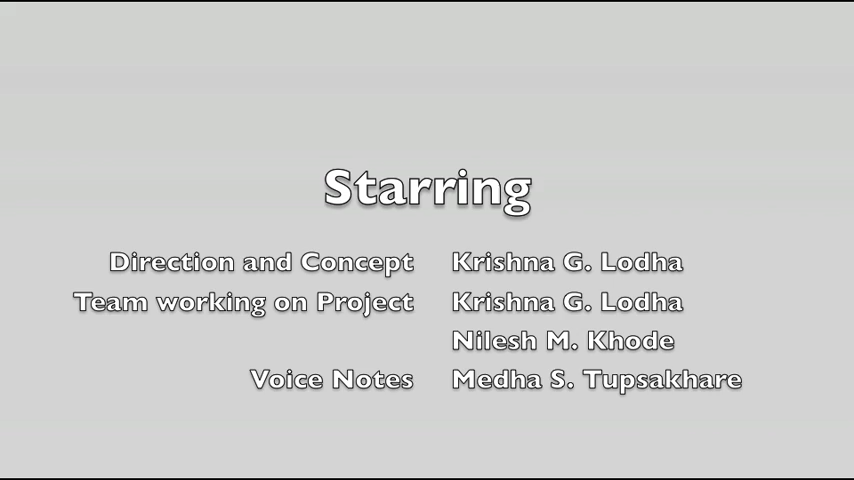 Starring
Direction and Concept Krishna G. Lodha
Team working on Project Krishna G. Lodha
Nilesh M. Khode
Voice Notes Medha S. Tupsakhare